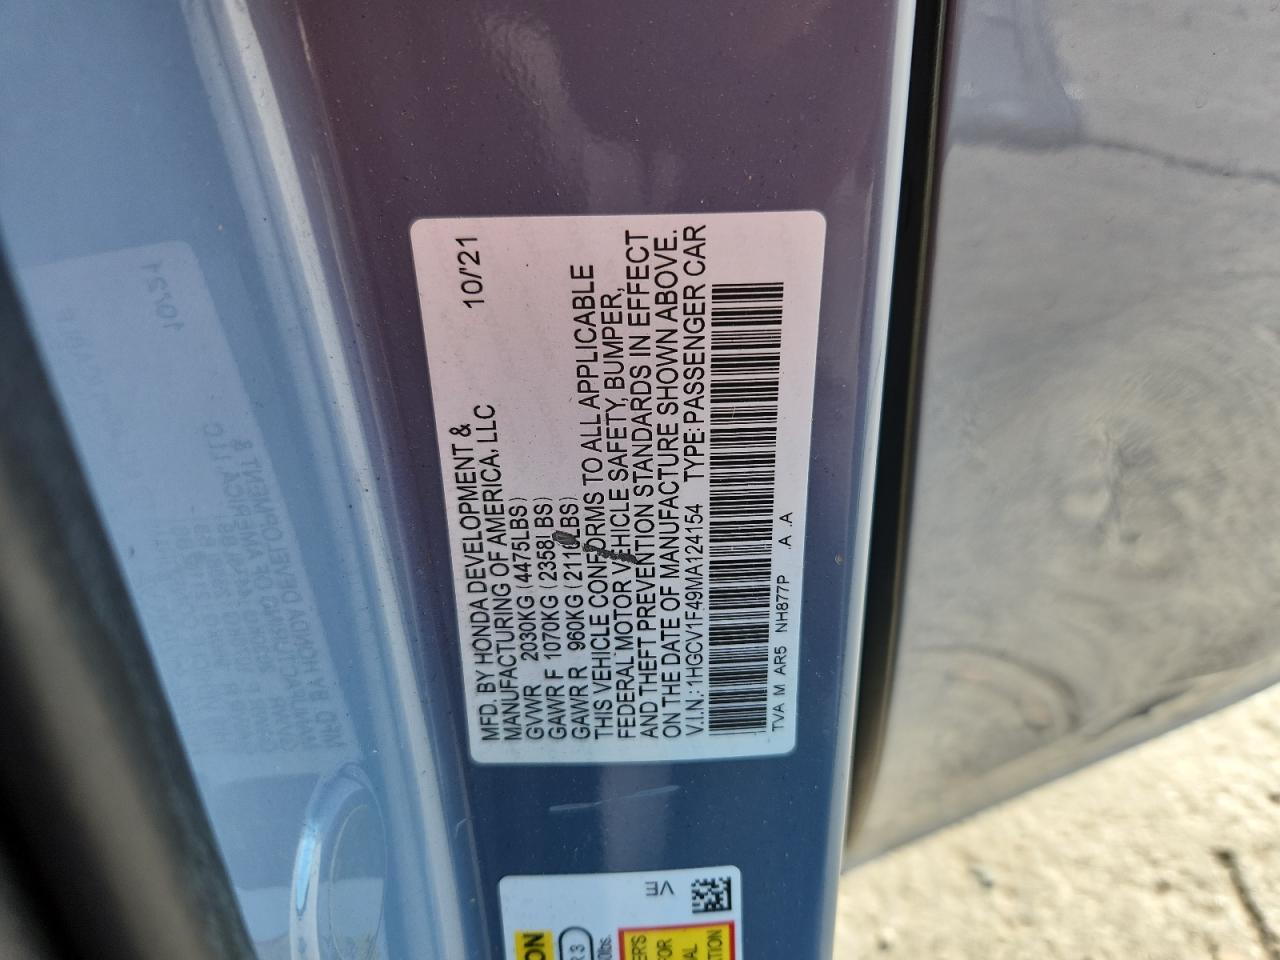 MFD. BY HONDA DEVELOPMENT &
MANUFACTURING OF AMERICA, LLC 10/'21
GVWR 2030KG (4475LBS)
GAWR F 1070KG (2358LBS)
GAWR R 960KG (2116LBS)
THIS VEHICLE CONFORMS TO ALL APPLICABLE
FEDERAL MOTOR VEHICLE SAFETY, BUMPER,
AND THEFT PREVENTION STANDARDS IN EFFECT
ON THE DATE OF MANUFACTURE SHOWN ABOVE.
V.I.N.: 1HGCV1F49MA124154 TYPE: PASSENGER CAR
TVA M AR5 NH877P .A .A
VE